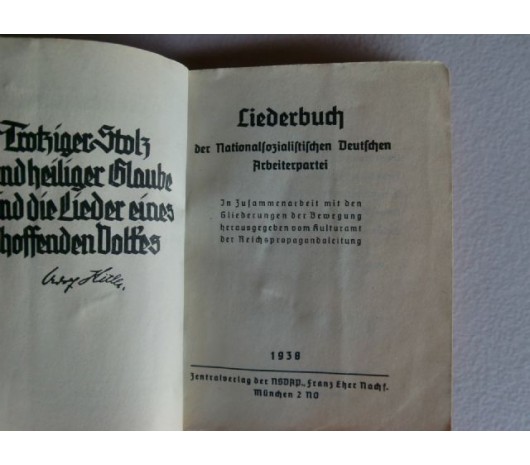 Trotziger Stolz
nd heiliger Glaube
nd die Lieder eines
hoffenden Volkes
Adolf Hitler.
Liederbuch
der Nationalsozialistischen Deutschen
Arbeiterpartei
In Zusammenarbeit mit den
Gliederungen der Bewegung
herausgegeben vom Kulturamt
der Reichspropagandaleitung
1938
Zentralverlag der NSDAP., Franz Eher Nachf.
München 2 NO